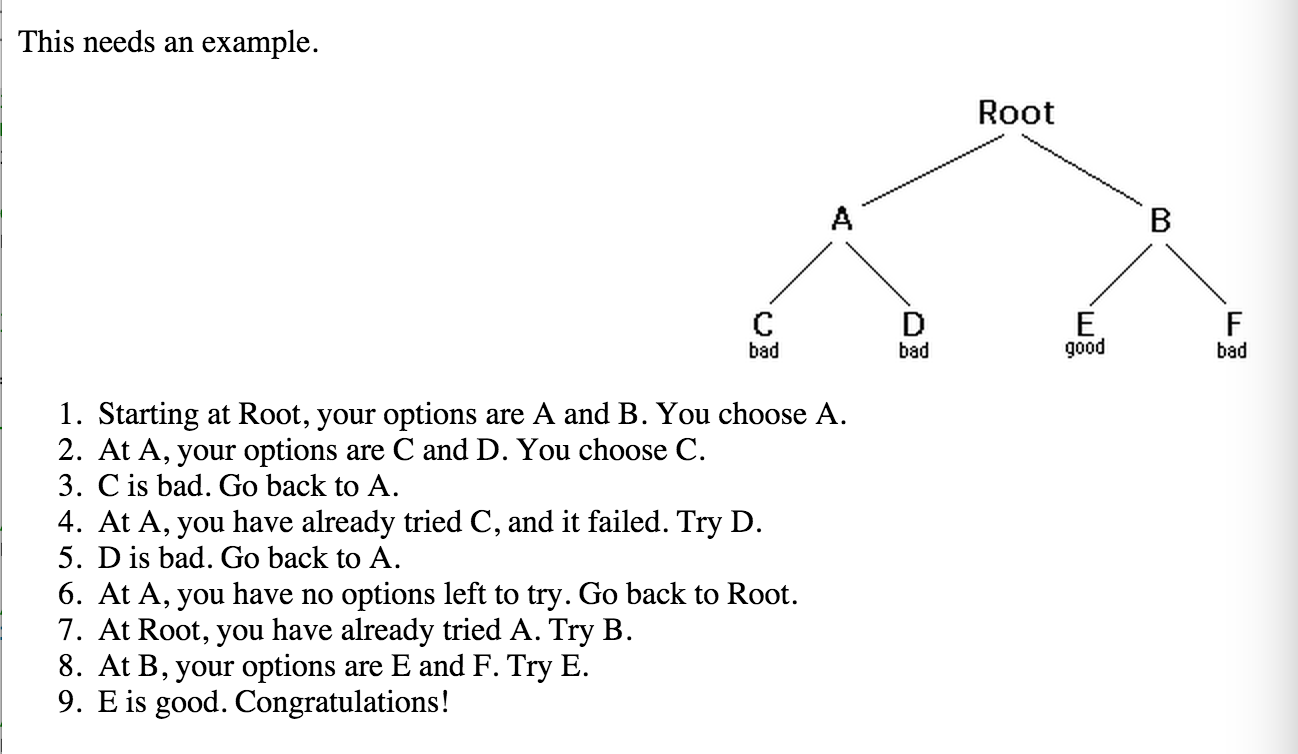 This needs an example.
Root
A B
C D E F
bad bad good bad
1. Starting at Root, your options are A and B. You choose A.
2. At A, your options are C and D. You choose C.
3. C is bad. Go back to A.
4. At A, you have already tried C, and it failed. Try D.
5. D is bad. Go back to A.
6. At A, you have no options left to try. Go back to Root.
7. At Root, you have already tried A. Try B.
8. At B, your options are E and F. Try E.
9. E is good. Congratulations!